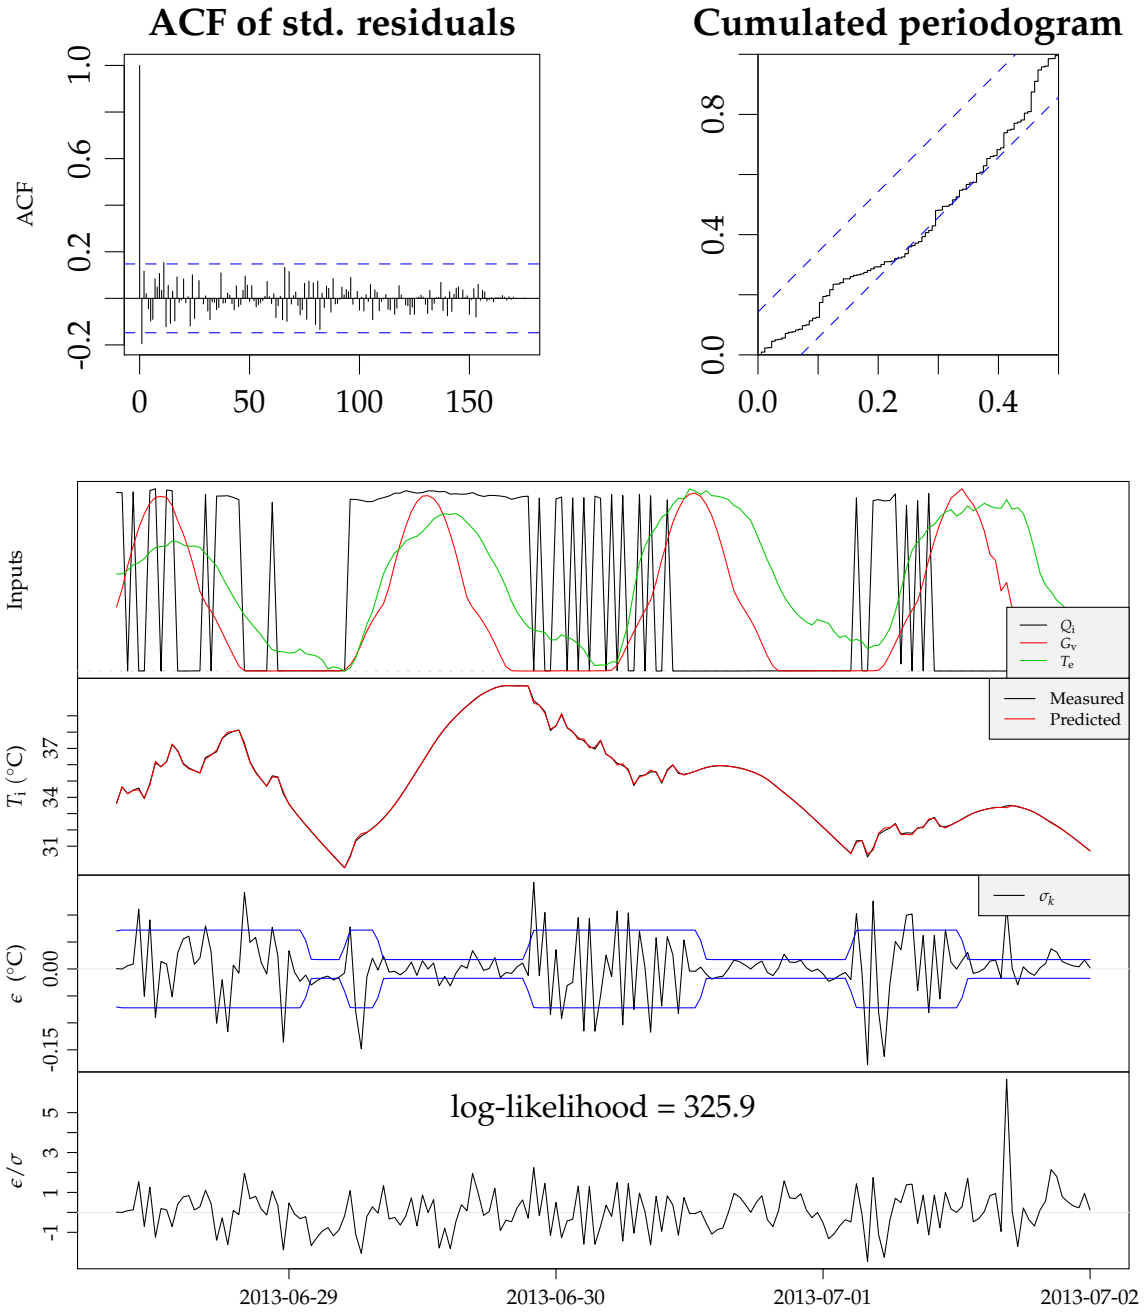 ACF of std. residuals
ACF
1.0
0.6
0.2
-0.2
0 50 100 150
Cumulated periodogram
0.8
0.4
0.0
0.0 0.2 0.4
Inputs
Qi
Gv
Te
Ti (°C)
37
34
31
Measured
Predicted
ϵ (°C)
0.00
-0.15
σk
ϵ/σ
5
3
1
-1
log-likelihood = 325.9
2013-06-29 2013-06-30 2013-07-01 2013-07-02